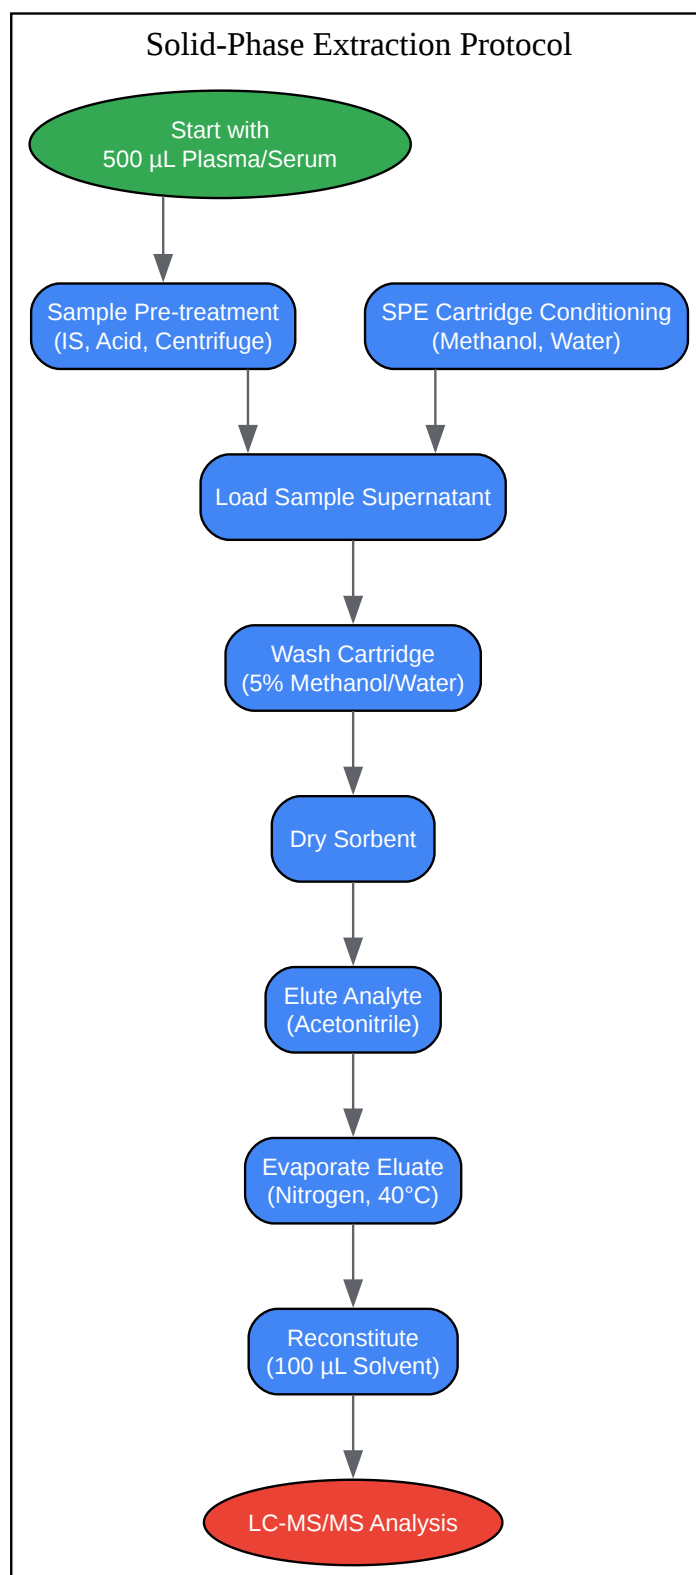 Solid-Phase Extraction Protocol
Start with
500 µL Plasma/Serum
Sample Pre-treatment
(IS, Acid, Centrifuge)
SPE Cartridge Conditioning
(Methanol, Water)
Load Sample Supernatant
Wash Cartridge
(5% Methanol/Water)
Dry Sorbent
Elute Analyte
(Acetonitrile)
Evaporate Eluate
(Nitrogen, 40°C)
Reconstitute
(100 µL Solvent)
LC-MS/MS Analysis